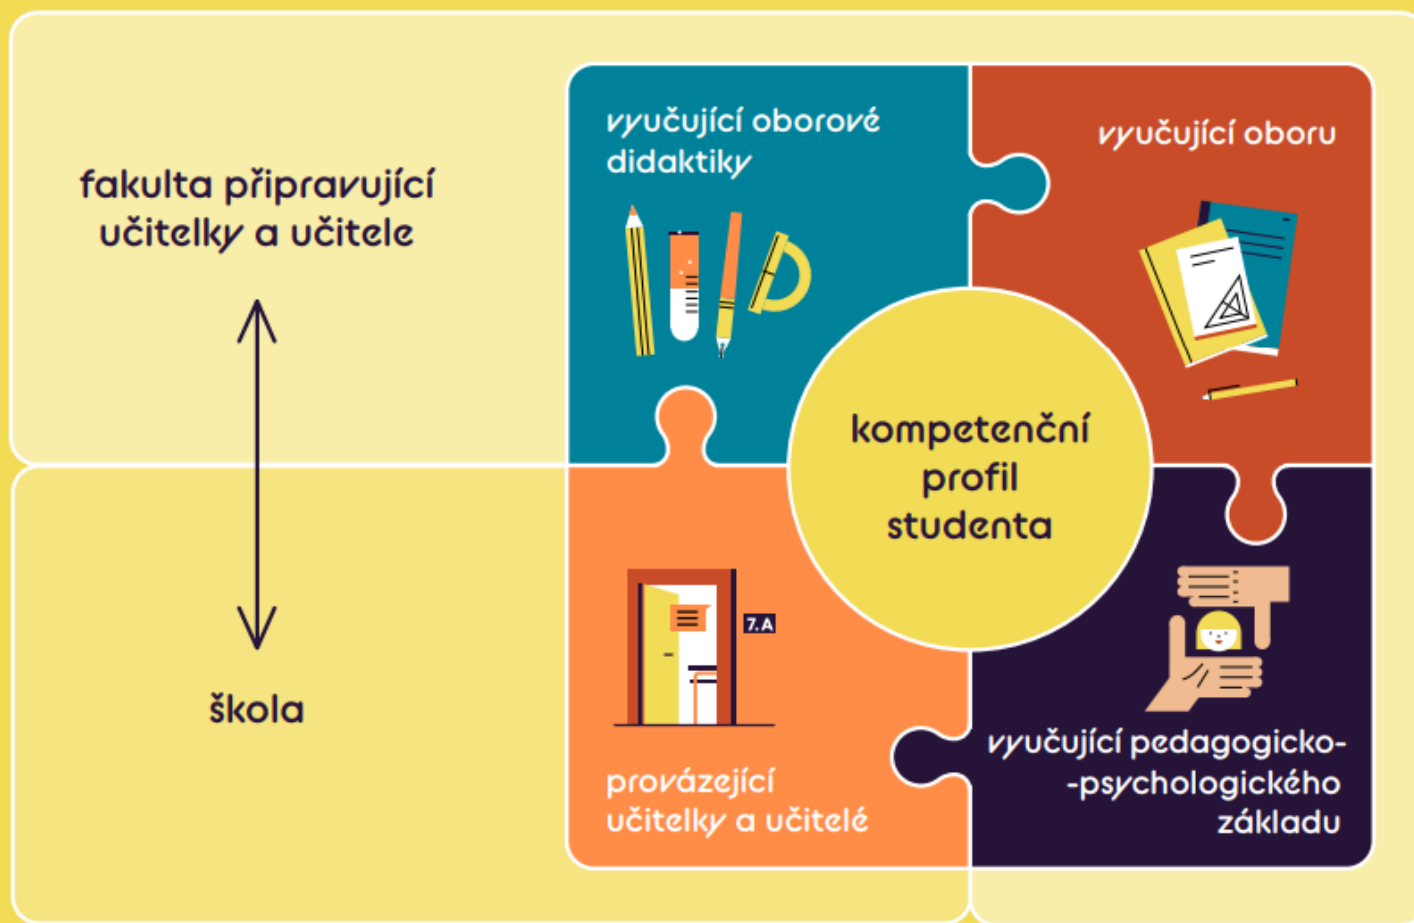 fakulta připravující
učitelky a učitele
škola
vyučující oborové
didaktiky
vyučující oboru
kompetenční
profil
studenta
7.A
provázející
učitelky a učitelé
vyučující pedagogicko-
-psychologického
základu